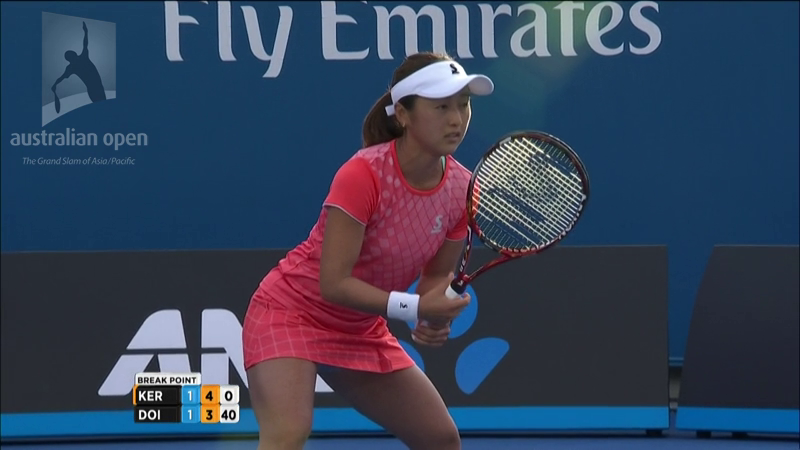 Fly Emirates
australian open
The Grand Slam of Asia/Pacific
AN
BREAK POINT
KER 1 4 0
DOI 1 3 40